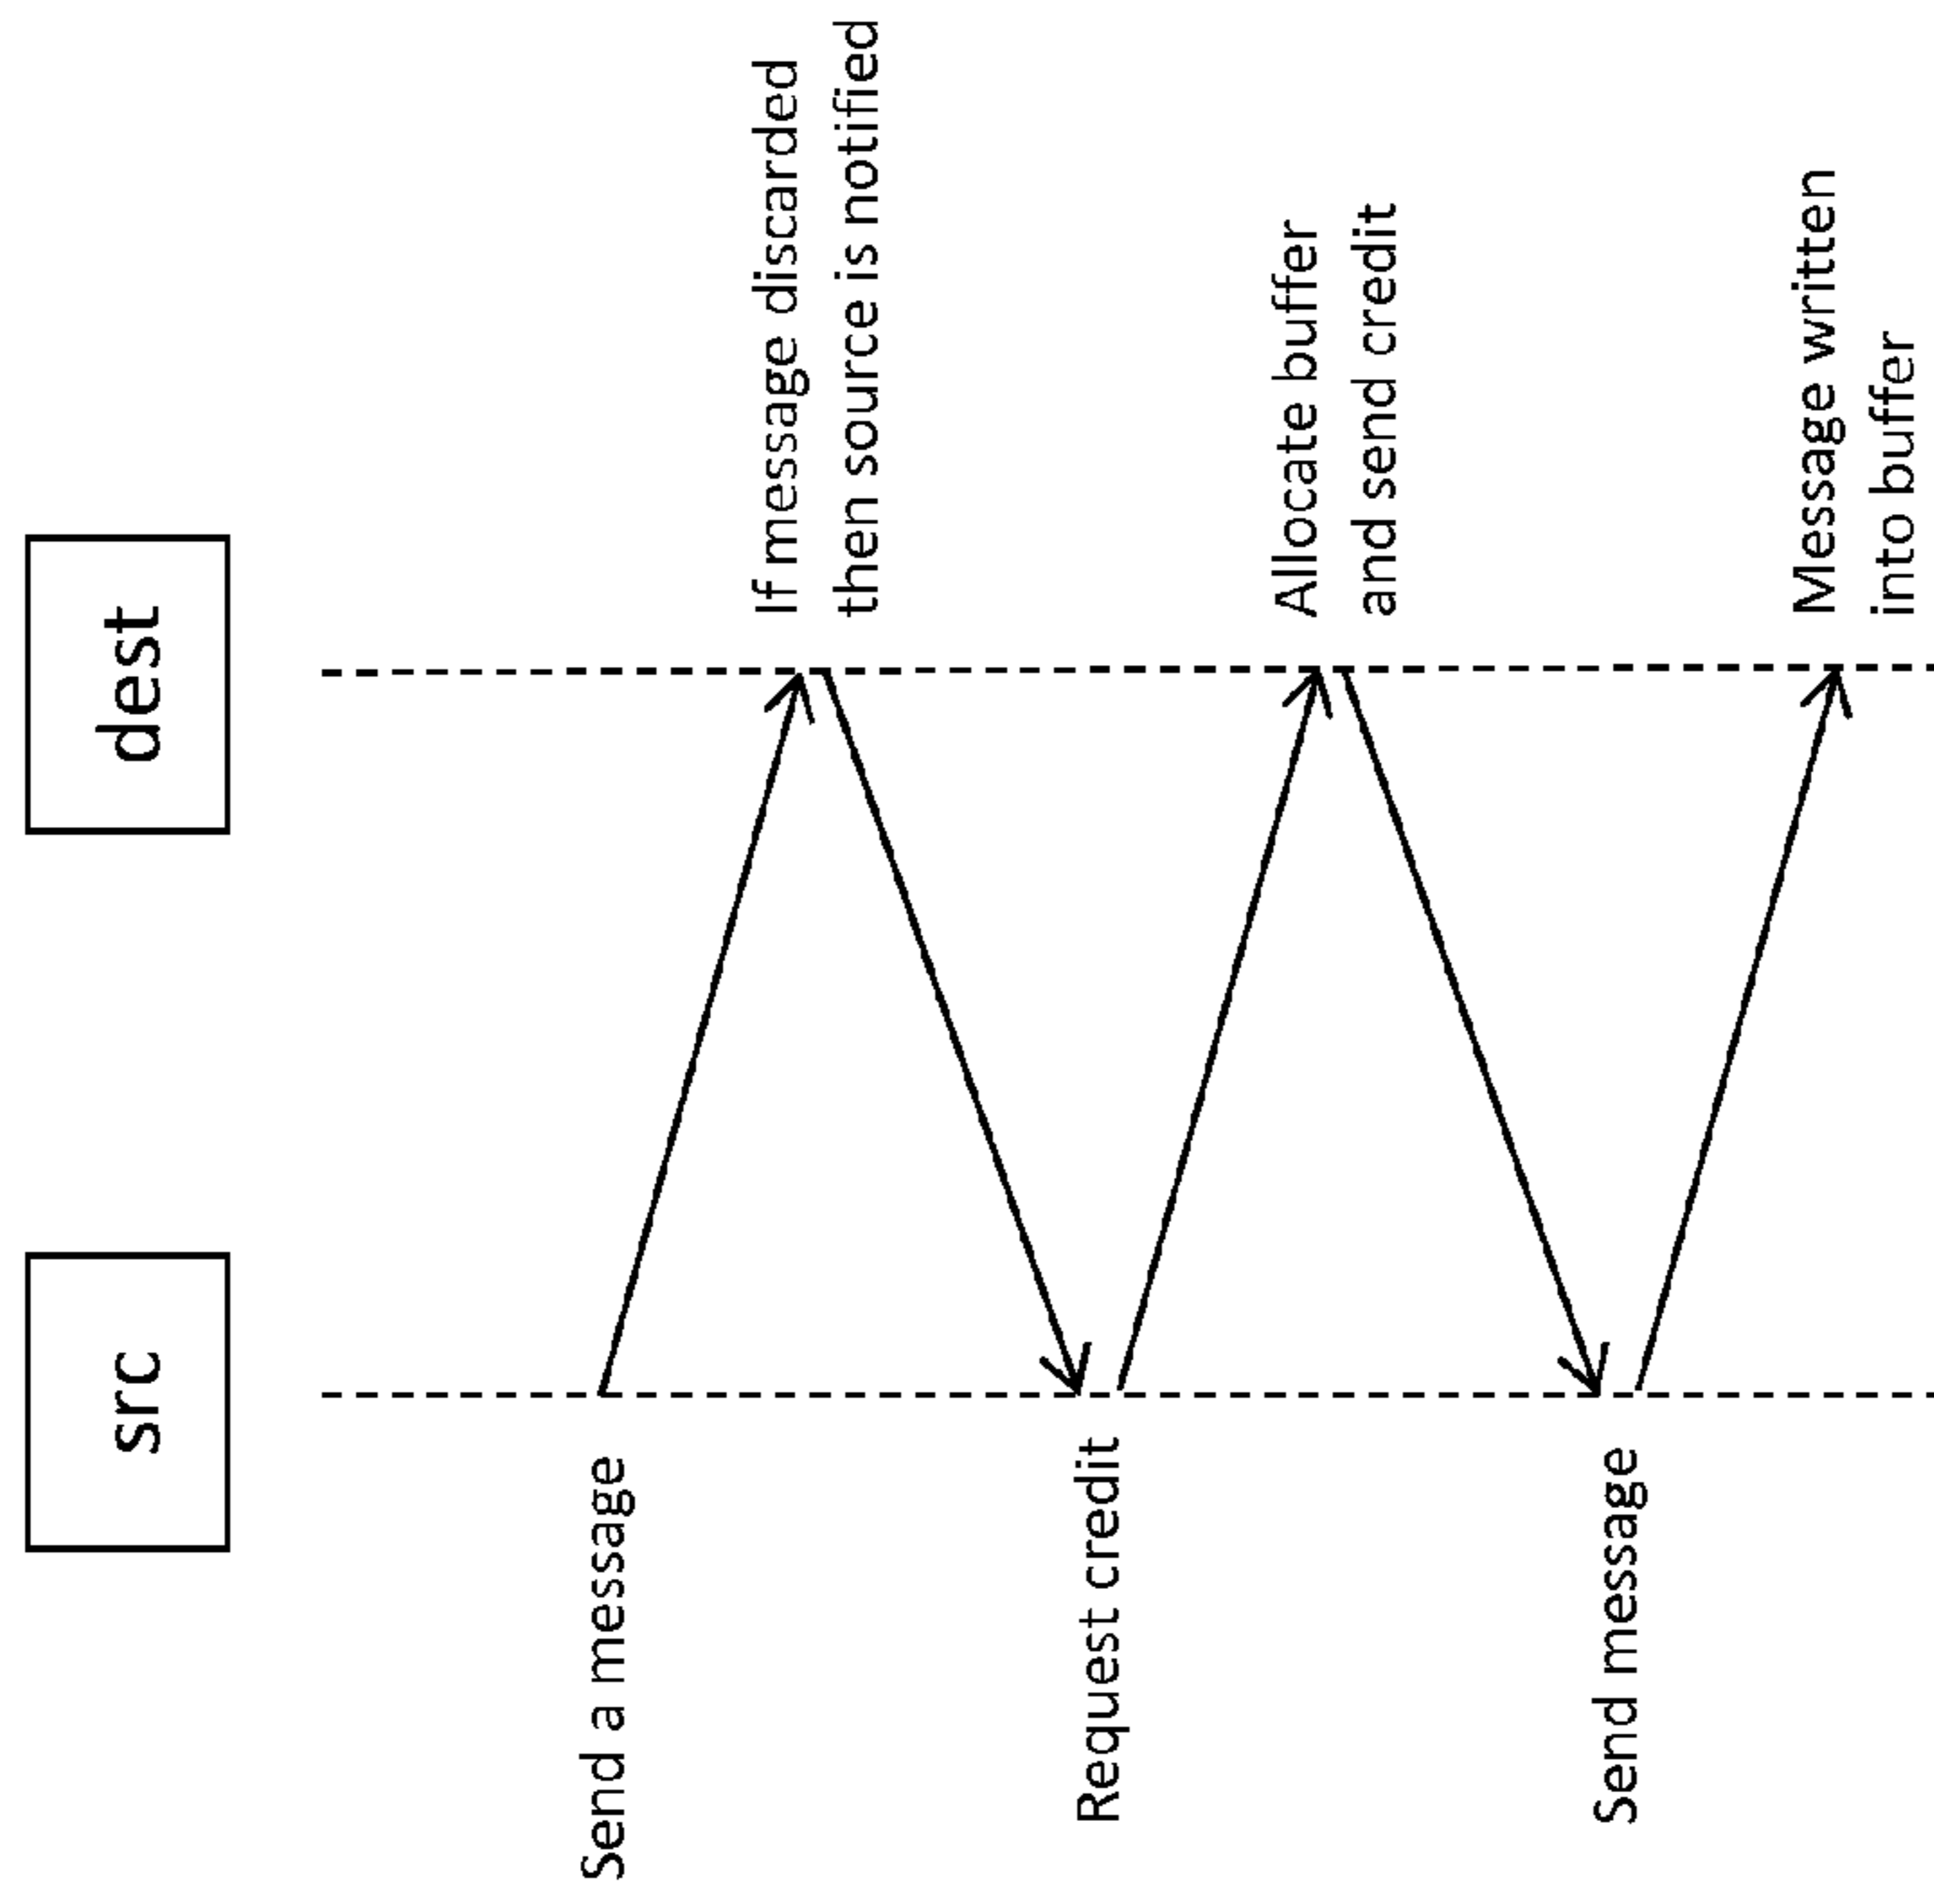 src
dest
Send a message
If message discarded
then source is notified
Request credit
Allocate buffer
and send credit
Send message
Message written
into buffer